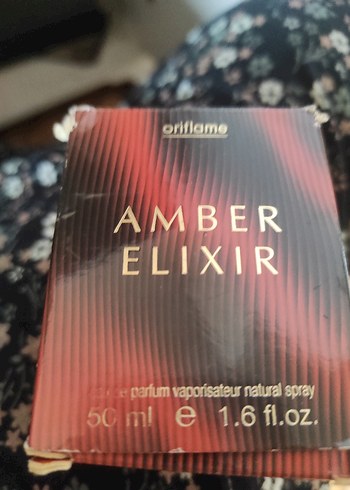 oriflame
AMBER
ELIXIR
parfum vaporisateur natural spray
50 ml e 1.6 fl.oz.